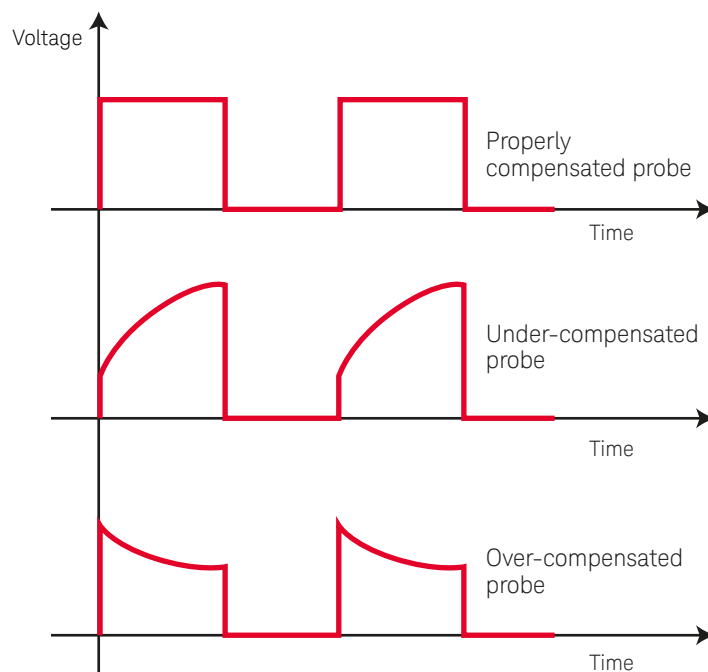 Voltage
Properly
compensated probe
Time
Under-compensated
probe
Time
Over-compensated
probe
Time